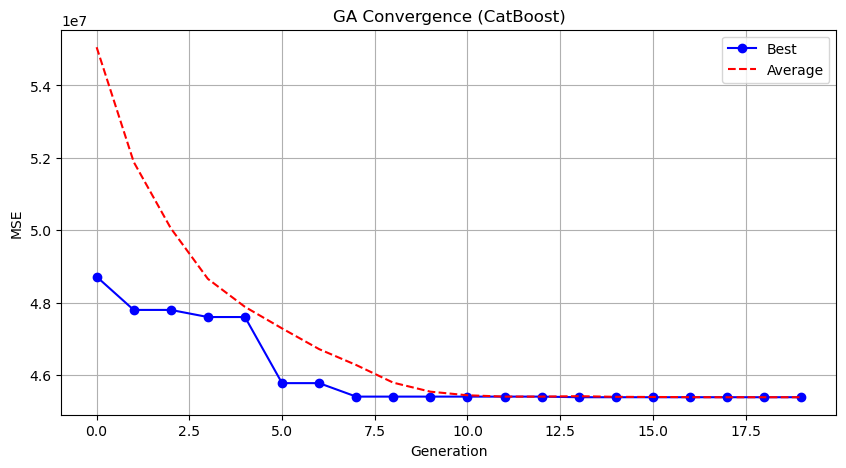 GA Convergence (CatBoost)
1e7
Best
Average
5.4
5.2
5.0
4.8
4.6
MSE
0.0 2.5 5.0 7.5 10.0 12.5 15.0 17.5
Generation